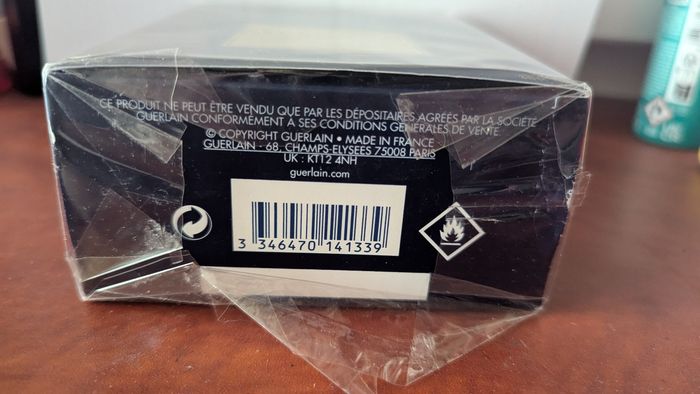 CE PRODUIT NE PEUT ÊTRE VENDU QUE PAR LES DÉPOSITAIRES AGRÉÉS PAR LA SOCIÉTÉ
GUERLAIN CONFORMÉMENT A SES CONDITIONS GÉNÉRALES DE VENTE
© COPYRIGHT GUERLAIN • MADE IN FRANCE
GUERLAIN - 68, CHAMPS-ELYSEES 75008 PARIS
UK : KT12 4NH
guerlain.com
3 346470 141339